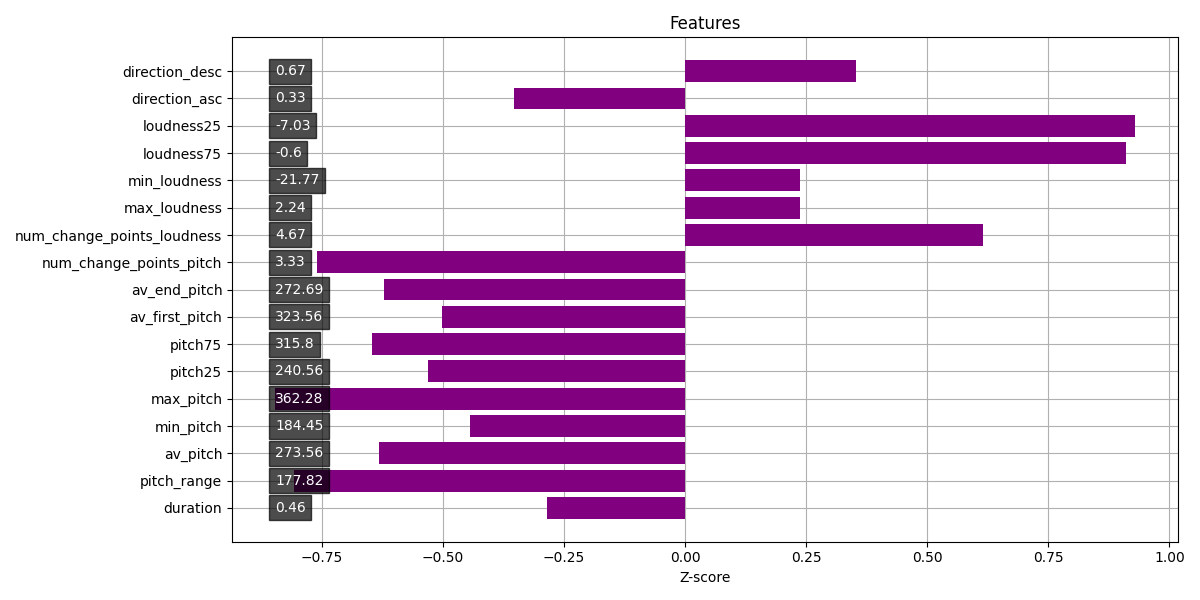 Features
direction_desc 0.67
direction_asc 0.33
loudness25 -7.03
loudness75 -0.6
min_loudness -21.77
max_loudness 2.24
num_change_points_loudness 4.67
num_change_points_pitch 3.33
av_end_pitch 272.69
av_first_pitch 323.56
pitch75 315.8
pitch25 240.56
max_pitch 362.28
min_pitch 184.45
av_pitch 273.56
pitch_range 177.82
duration 0.46
−0.75 −0.50 −0.25 0.00 0.25 0.50 0.75 1.00
Z-score